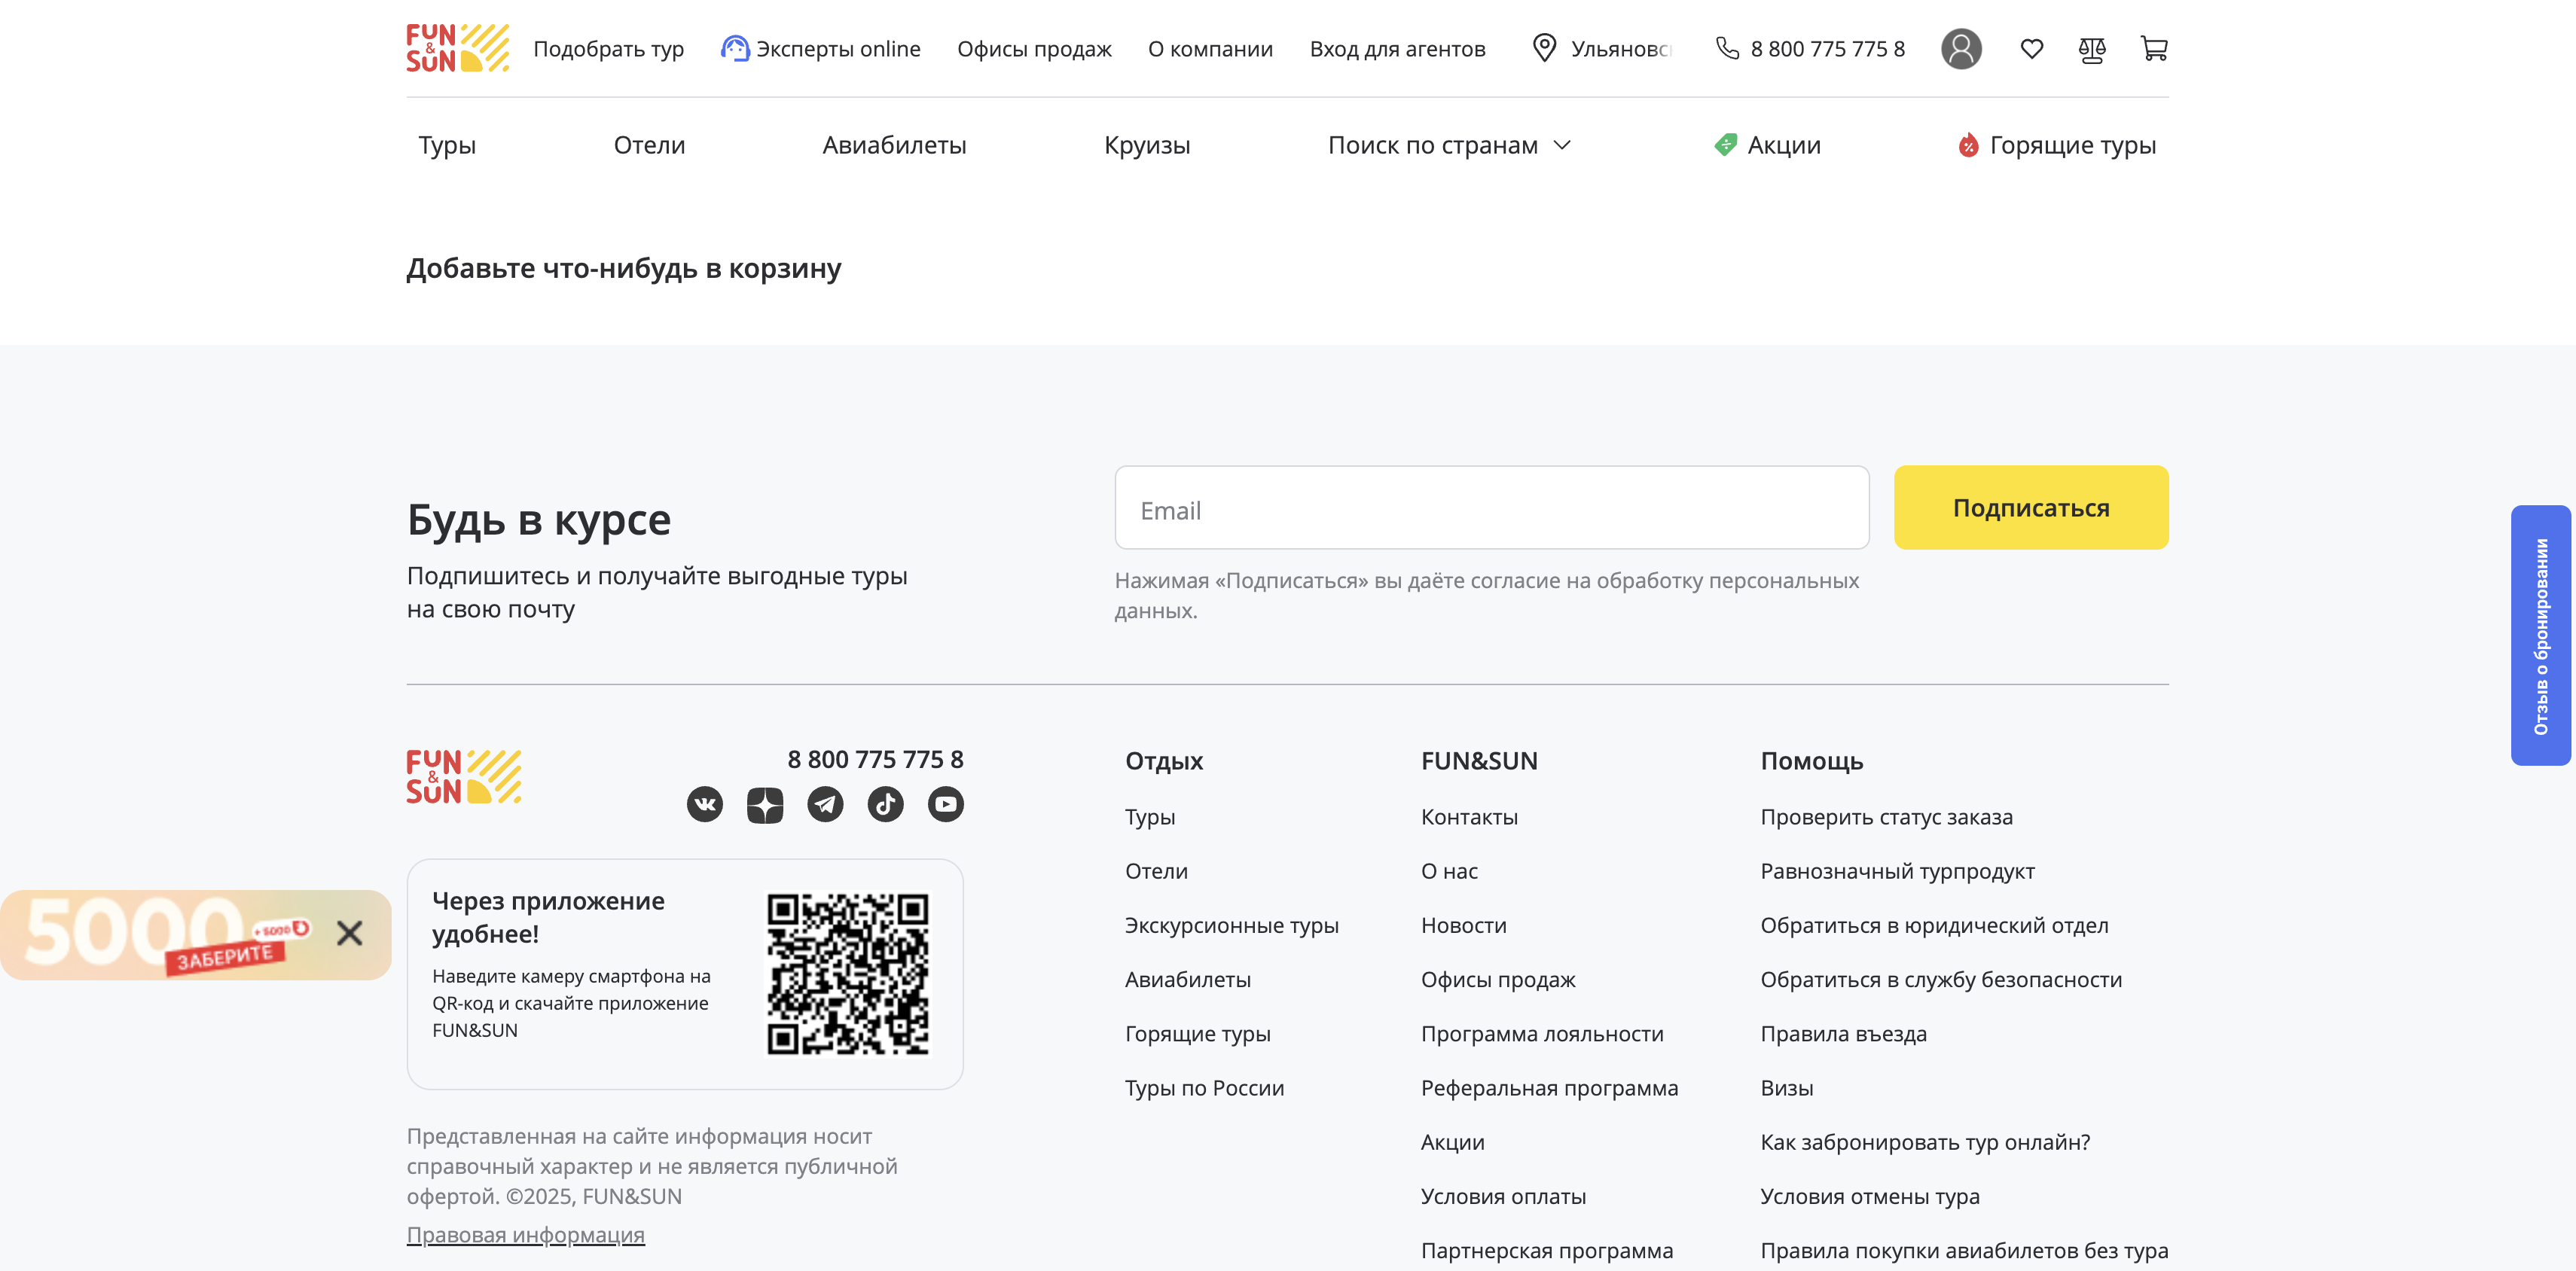 FUN & SUN
Подобрать тур
Эксперты online
Офисы продаж
О компании
Вход для агентов
Ульяновс
8 800 775 775 8
Туры
Отели
Авиабилеты
Круизы
Поиск по странам
Акции
Горящие туры
Добавьте что-нибудь в корзину
Будь в курсе
Подпишитесь и получайте выгодные туры
на свою почту
Email
Подписаться
Нажимая «Подписаться» вы даёте согласие на обработку персональных
данных.
Отзыв о бронировании
FUN & SUN
8 800 775 775 8
Через приложение
удобнее!
Наведите камеру смартфона на
QR-код и скачайте приложение
FUN&SUN
5000
+ 5000
ЗАБЕРИТЕ
Представленная на сайте информация носит
справочный характер и не является публичной
офертой. ©2025, FUN&SUN
Правовая информация
Отдых
Туры
Отели
Экскурсионные туры
Авиабилеты
Горящие туры
Туры по России
FUN&SUN
Контакты
О нас
Новости
Офисы продаж
Программа лояльности
Реферальная программа
Акции
Условия оплаты
Партнерская программа
Помощь
Проверить статус заказа
Равнозначный турпродукт
Обратиться в юридический отдел
Обратиться в службу безопасности
Правила въезда
Визы
Как забронировать тур онлайн?
Условия отмены тура
Правила покупки авиабилетов без тура